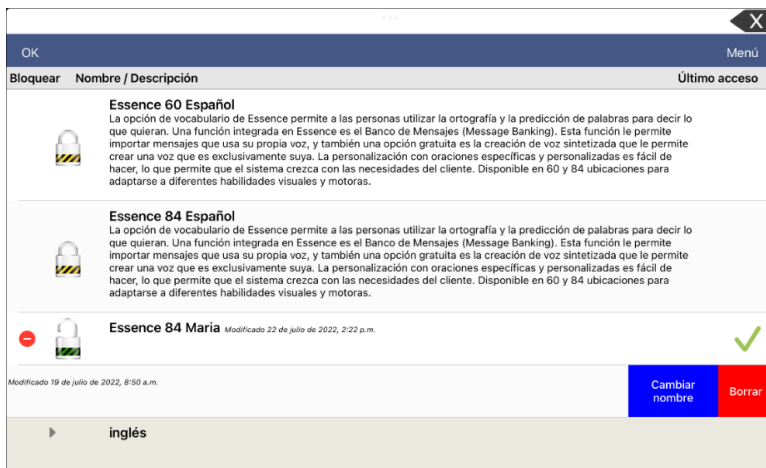 X
OK Menú
Bloquear Nombre / Descripción Último acceso
Essence 60 Español
La opción de vocabulario de Essence permite a las personas utilizar la ortografía y la predicción de palabras para decir lo
que quieran. Una función integrada en Essence es el Banco de Mensajes (Message Banking). Esta función le permite
importar mensajes que usa su propia voz, y también una opción gratuita es la creación de voz sintetizada que le permite
crear una voz que es exclusivamente suya. La personalización con oraciones específicas y personalizadas es fácil de
hacer, lo que permite que el sistema crezca con las necesidades del cliente. Disponible en 60 y 84 ubicaciones para
adaptarse a diferentes habilidades visuales y motoras.
Essence 84 Español
La opción de vocabulario de Essence permite a las personas utilizar la ortografía y la predicción de palabras para decir lo
que quieran. Una función integrada en Essence es el Banco de Mensajes (Message Banking). Esta función le permite
importar mensajes que usa su propia voz, y también una opción gratuita es la creación de voz sintetizada que le permite
crear una voz que es exclusivamente suya. La personalización con oraciones específicas y personalizadas es fácil de
hacer, lo que permite que el sistema crezca con las necesidades del cliente. Disponible en 60 y 84 ubicaciones para
adaptarse a diferentes habilidades visuales y motoras.
Essence 84 Maria Modificado 22 de julio de 2022, 2:22 p.m.
Modificado 19 de julio de 2022, 8:50 a.m.
Cambiar
nombre
Borrar
inglés